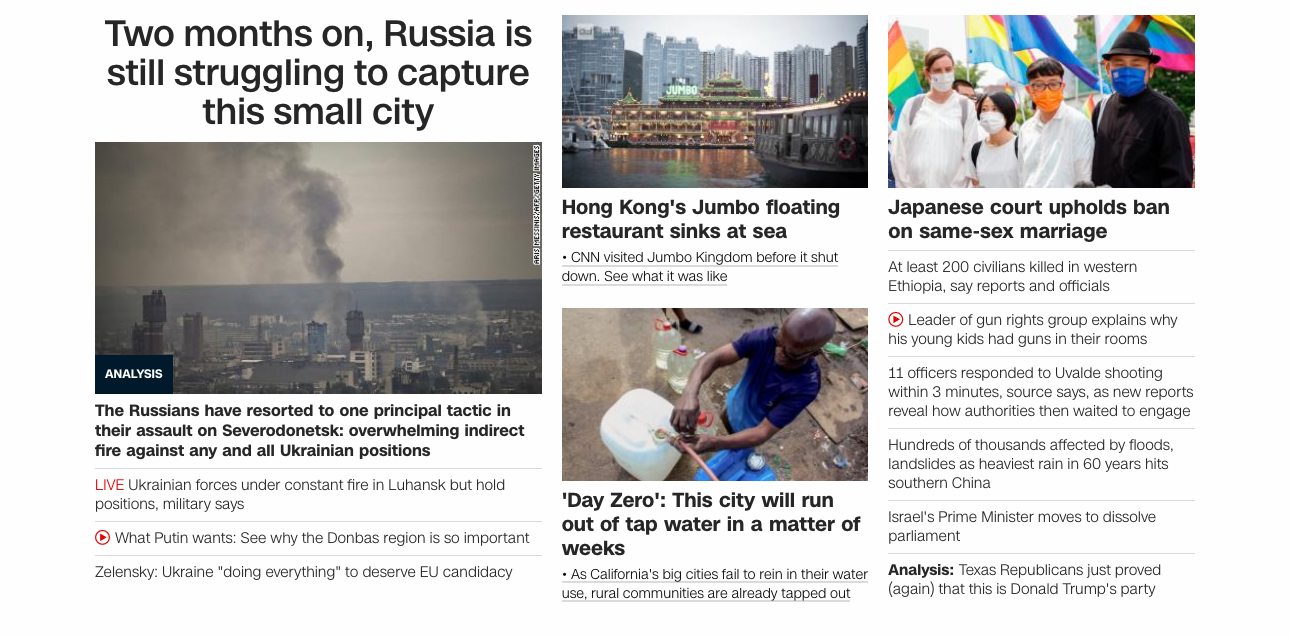 Two months on, Russia is
still struggling to capture
this small city
ARIS MESSINIS/AFP/GETTY IMAGES
ANALYSIS
The Russians have resorted to one principal tactic in
their assault on Severodonetsk: overwhelming indirect
fire against any and all Ukrainian positions
LIVE Ukrainian forces under constant fire in Luhansk but hold
positions, military says
What Putin wants: See why the Donbas region is so important
Zelensky: Ukraine "doing everything" to deserve EU candidacy
JUMBO
Hong Kong's Jumbo floating
restaurant sinks at sea
• CNN visited Jumbo Kingdom before it shut
down. See what it was like
'Day Zero': This city will run
out of tap water in a matter of
weeks
• As California's big cities fail to rein in their water
use, rural communities are already tapped out
Japanese court upholds ban
on same-sex marriage
At least 200 civilians killed in western
Ethiopia, say reports and officials
Leader of gun rights group explains why
his young kids had guns in their rooms
11 officers responded to Uvalde shooting
within 3 minutes, source says, as new reports
reveal how authorities then waited to engage
Hundreds of thousands affected by floods,
landslides as heaviest rain in 60 years hits
southern China
Israel's Prime Minister moves to dissolve
parliament
Analysis: Texas Republicans just proved
(again) that this is Donald Trump's party